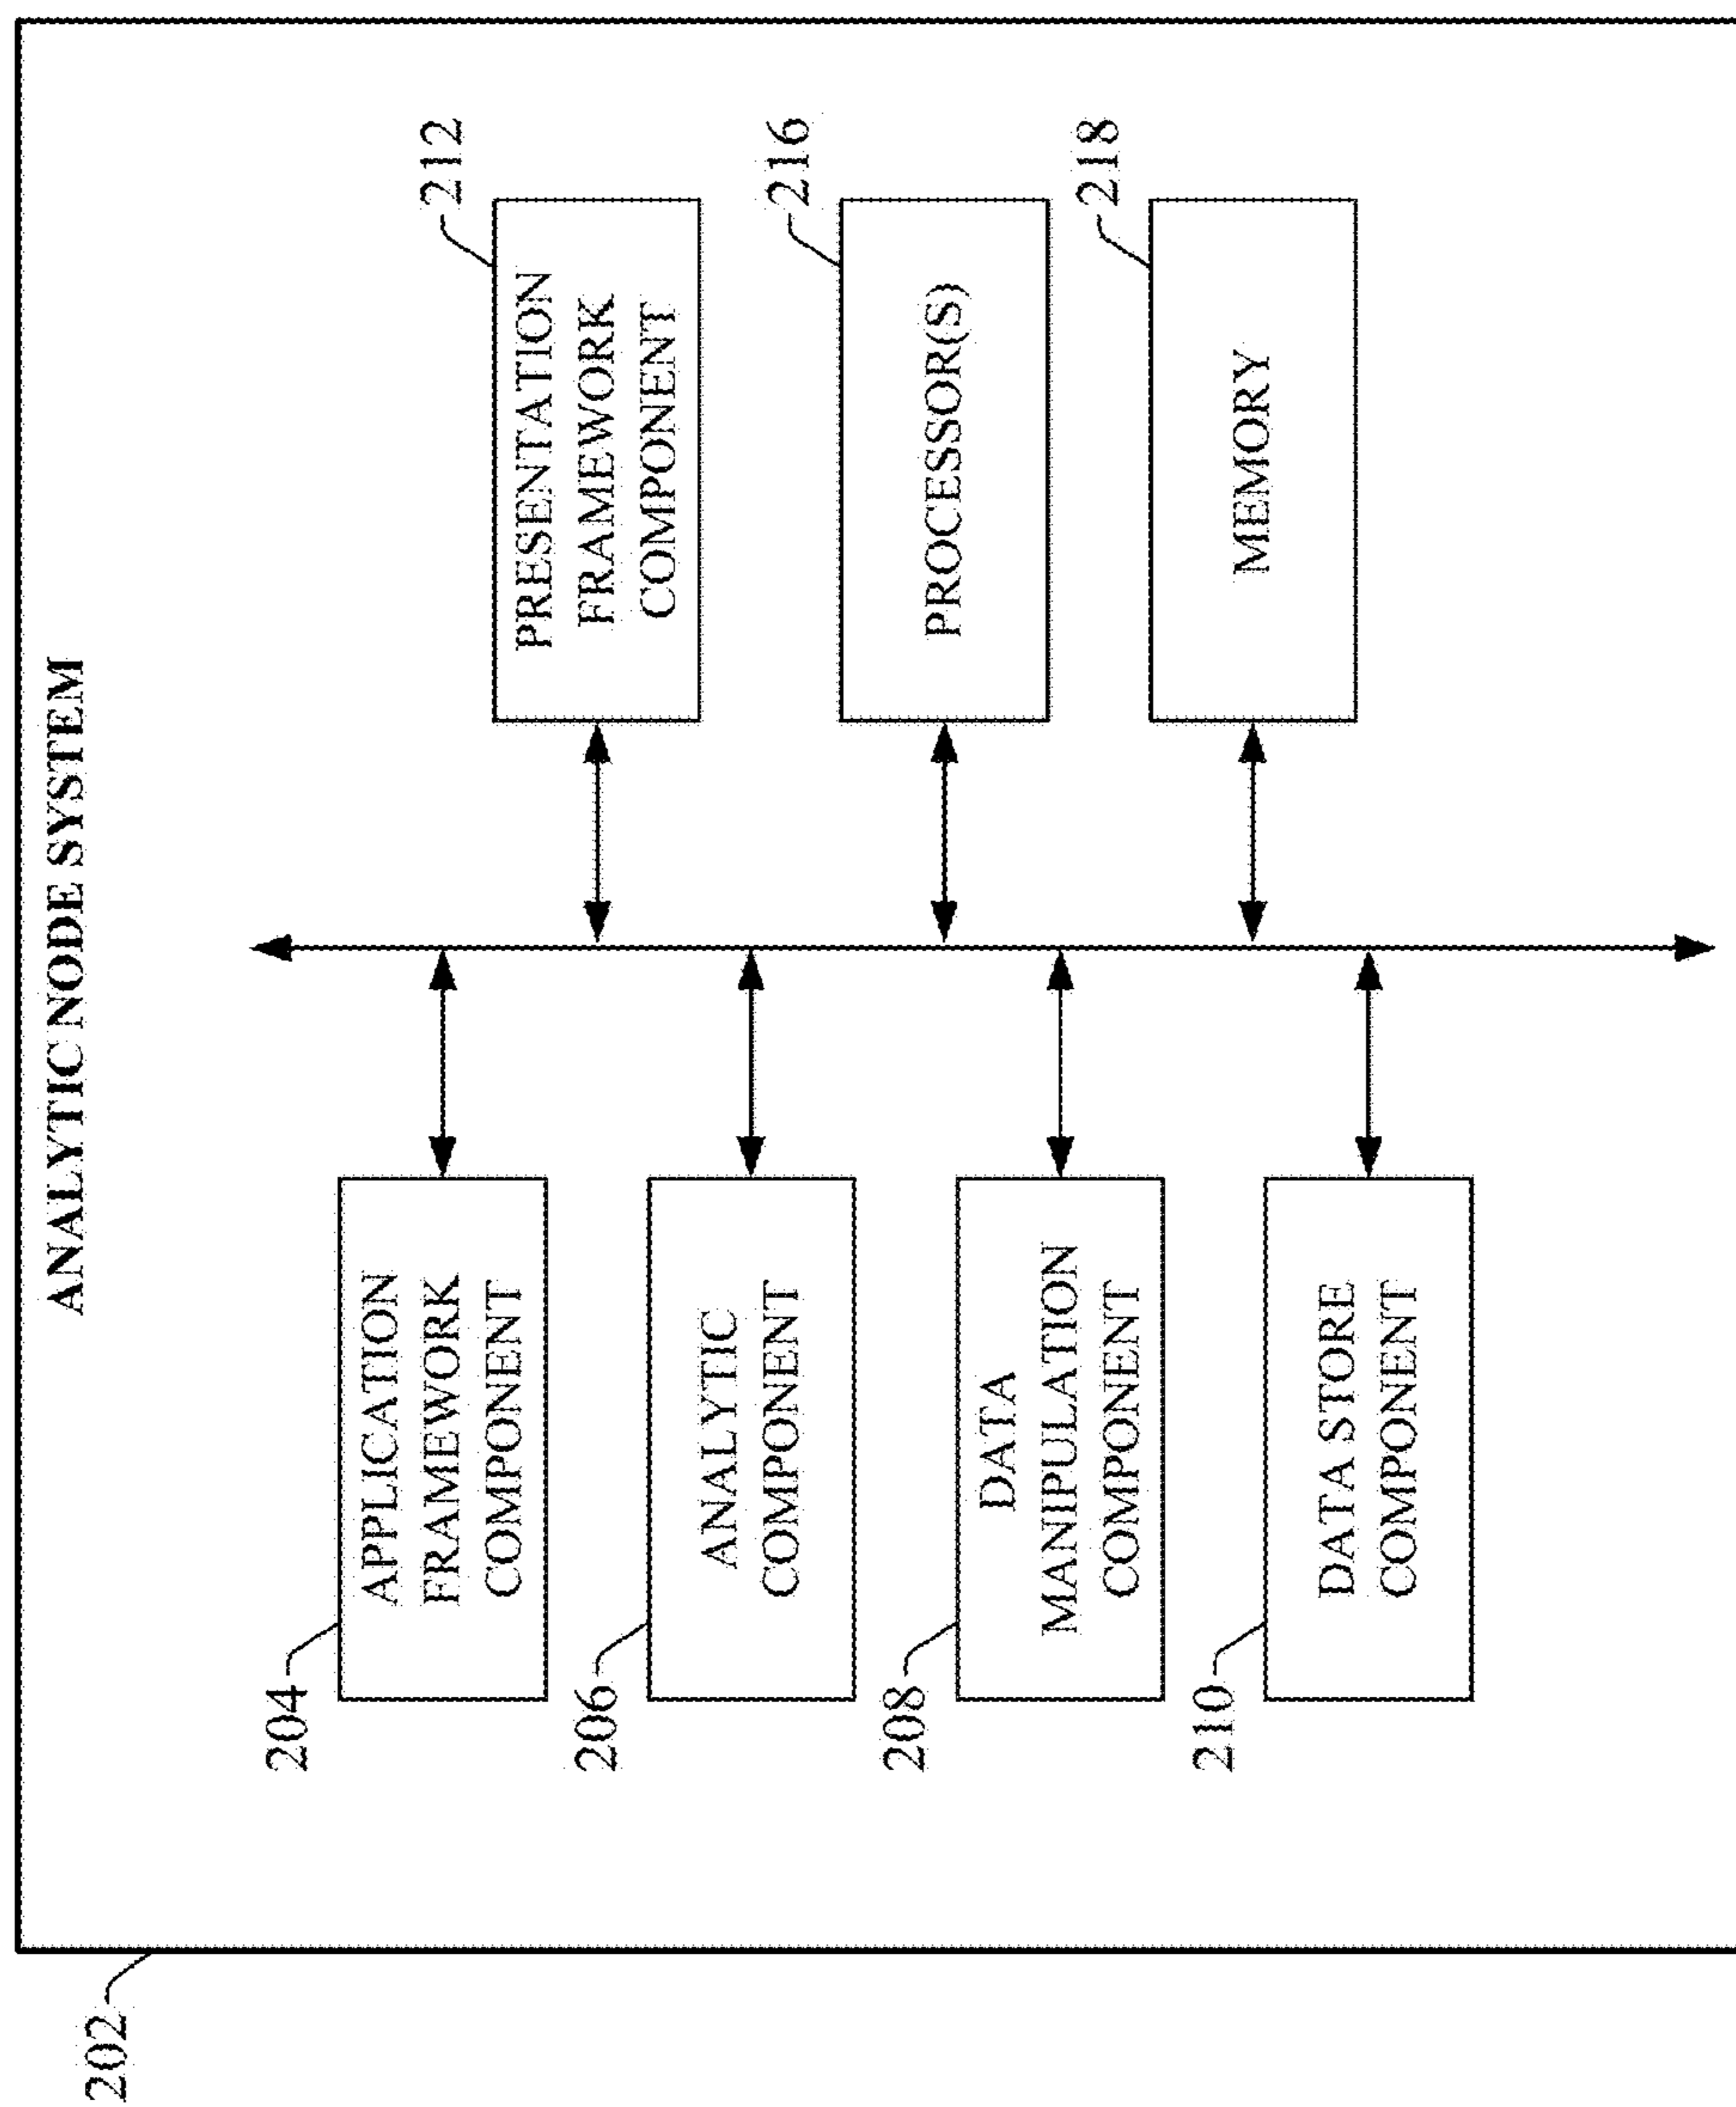 ANALYTIC NODE SYSTEM
202
204
APPLICATION
FRAMEWORK
COMPONENT
206
ANALYTIC
COMPONENT
208
DATA
MANIPULATION
COMPONENT
210
DATA STORE
COMPONENT
212
PRESENTATION
FRAMEWORK
COMPONENT
216
PROCESSOR(S)
218
MEMORY